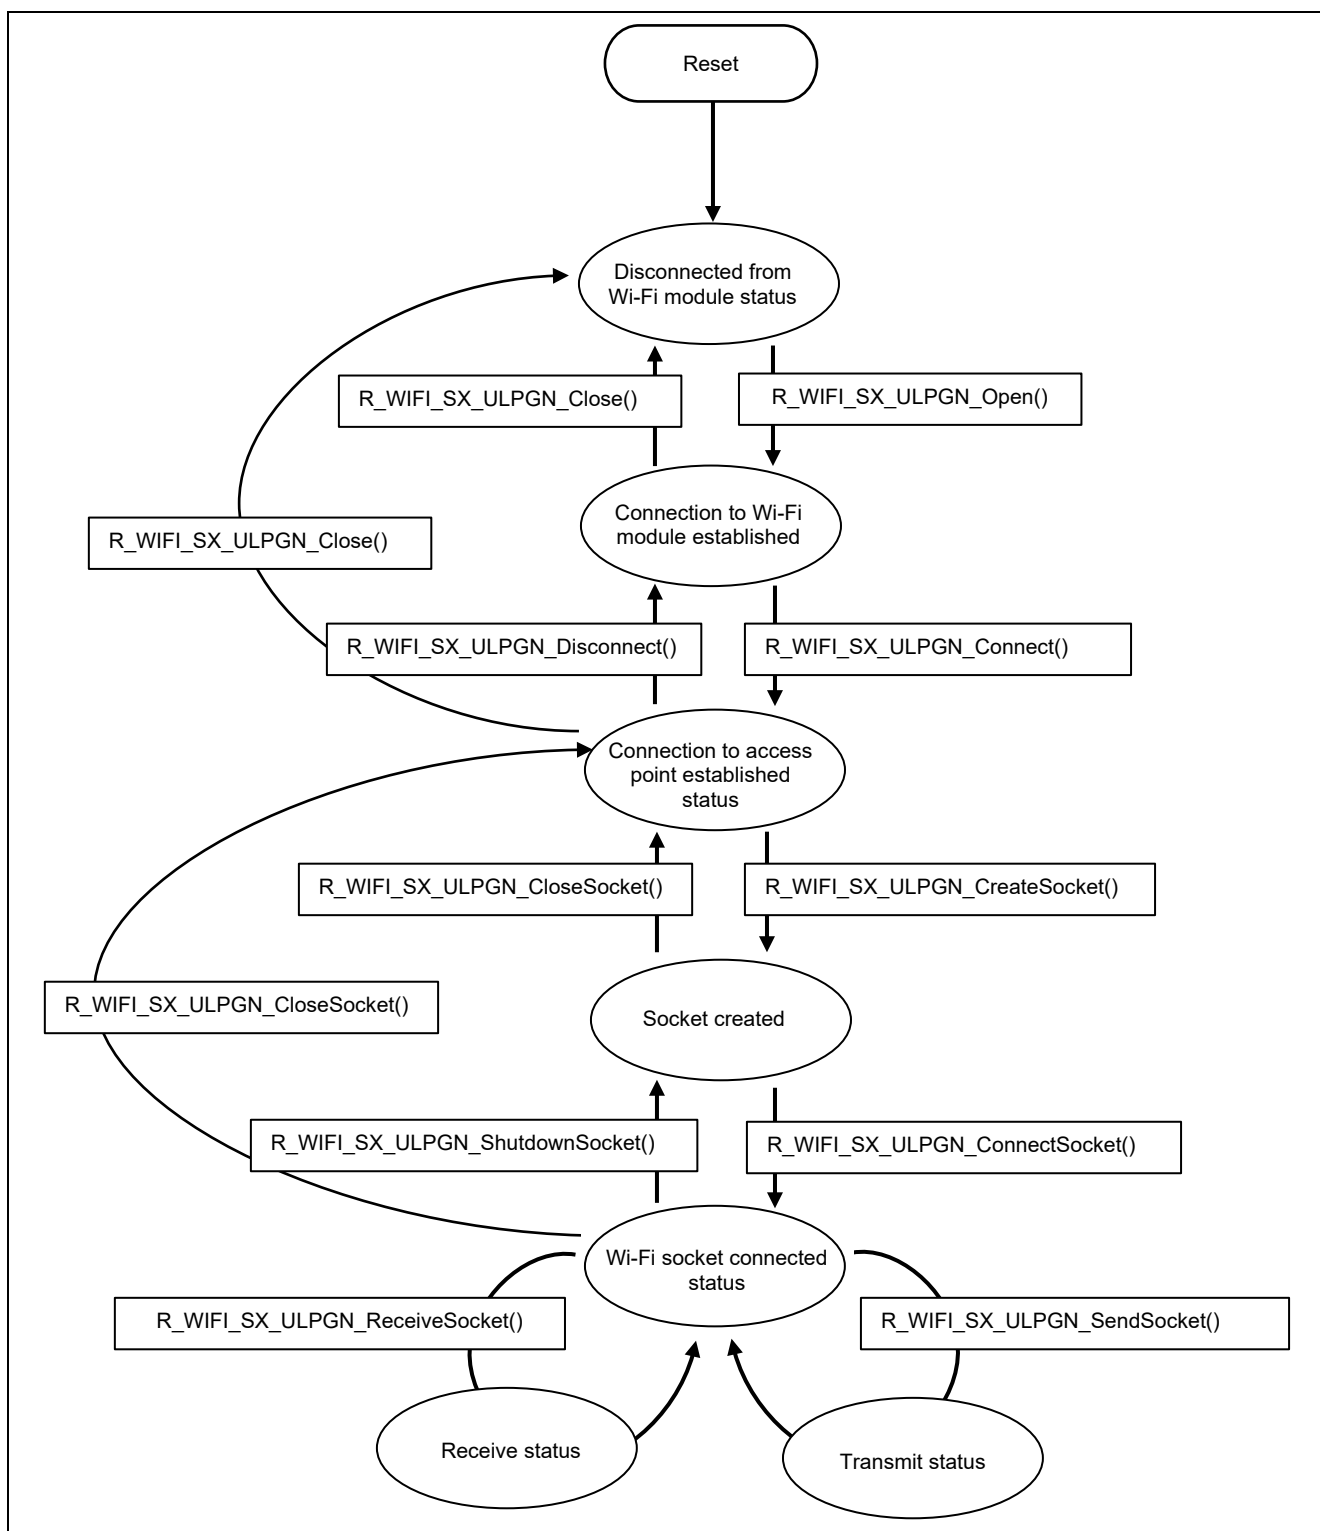 Reset
Disconnected from
Wi-Fi module status
R_WIFI_SX_ULPGN_Close()
R_WIFI_SX_ULPGN_Open()
Connection to Wi-Fi
module established
R_WIFI_SX_ULPGN_Close()
R_WIFI_SX_ULPGN_Disconnect()
R_WIFI_SX_ULPGN_Connect()
Connection to access
point established
status
R_WIFI_SX_ULPGN_CloseSocket()
R_WIFI_SX_ULPGN_CreateSocket()
R_WIFI_SX_ULPGN_CloseSocket()
Socket created
R_WIFI_SX_ULPGN_ShutdownSocket()
R_WIFI_SX_ULPGN_ConnectSocket()
Wi-Fi socket connected
status
R_WIFI_SX_ULPGN_ReceiveSocket()
R_WIFI_SX_ULPGN_SendSocket()
Receive status
Transmit status